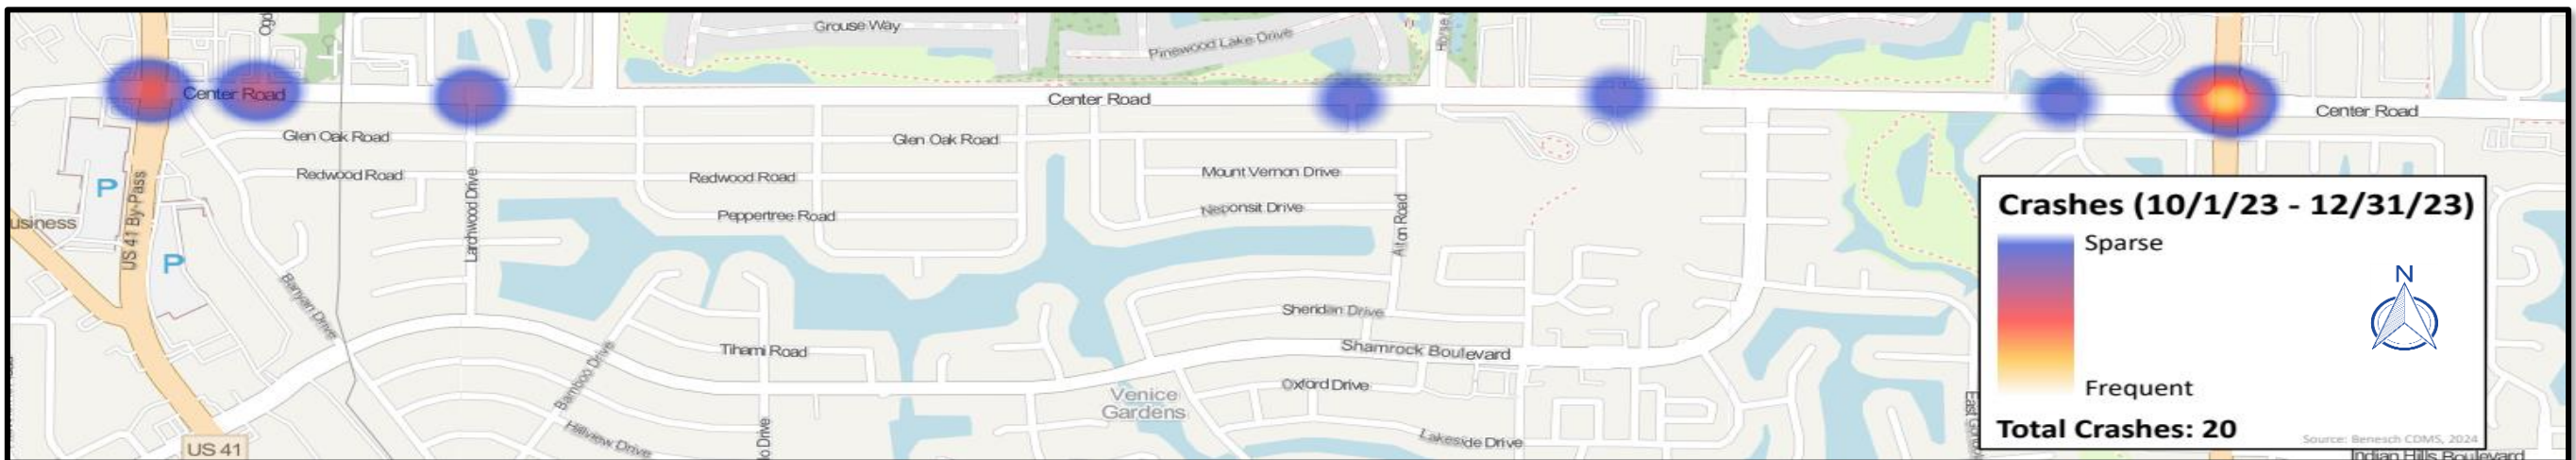 Grouse Way
Pinewood Lake Drive
Center Road
Center Road
Center Road
Glen Oak Road
Glen Oak Road
Redwood Road
Redwood Road
Mount Vernon Drive
Peppertree Road
Neponsit Drive
P
P
US 41 By-Pass
Larchwood Drive
Alton Road
Banyan Drive
Sheridan Drive
Shamrock Boulevard
Tihami Road
Bamboo Drive
Oxford Drive
Venice
Gardens
Hillview Drive
Lakeside Drive
US 41
Crashes (10/1/23 - 12/31/23)
Sparse
N
Frequent
Total Crashes: 20
Source: Benesch CDMS, 2024
Indian Hills Boulevard